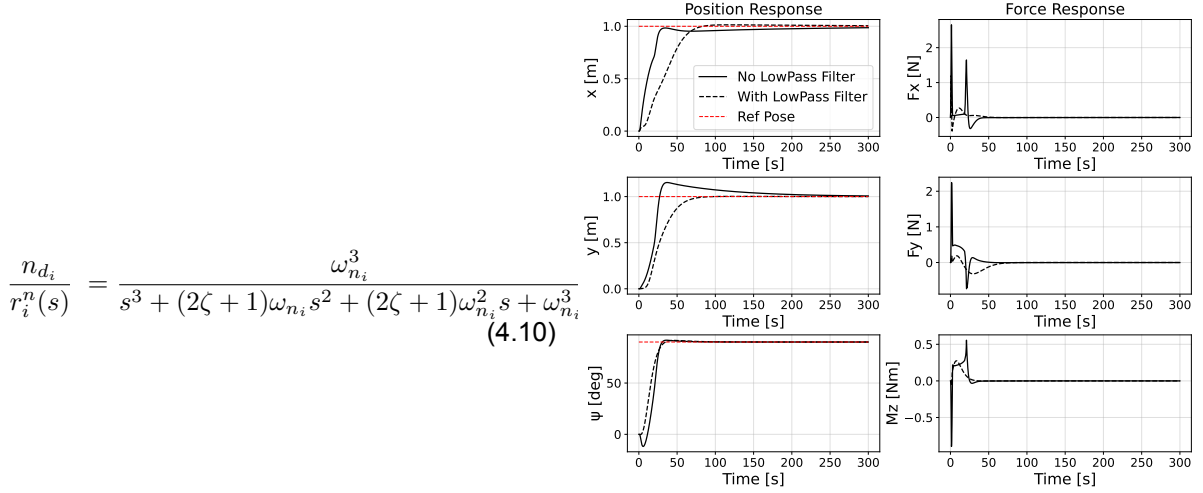 n_{d_i} / r_i^n(s) = ω_{n_i}^3 / (s^3 + (2ζ + 1)ω_{n_i}s^2 + (2ζ + 1)ω_{n_i}^2 s + ω_{n_i}^3)
(4.10)
Position Response
1.0
0.5
0.0
x [m]
No LowPass Filter
With LowPass Filter
Ref Pose
0 50 100 150 200 250 300
Time [s]
Force Response
2
1
0
Fx [N]
0 50 100 150 200 250 300
Time [s]
1.0
0.5
0.0
y [m]
0 50 100 150 200 250 300
Time [s]
2
1
0
Fy [N]
0 50 100 150 200 250 300
Time [s]
50
0
ψ [deg]
0 50 100 150 200 250 300
Time [s]
0.5
0.0
−0.5
Mz [Nm]
0 50 100 150 200 250 300
Time [s]